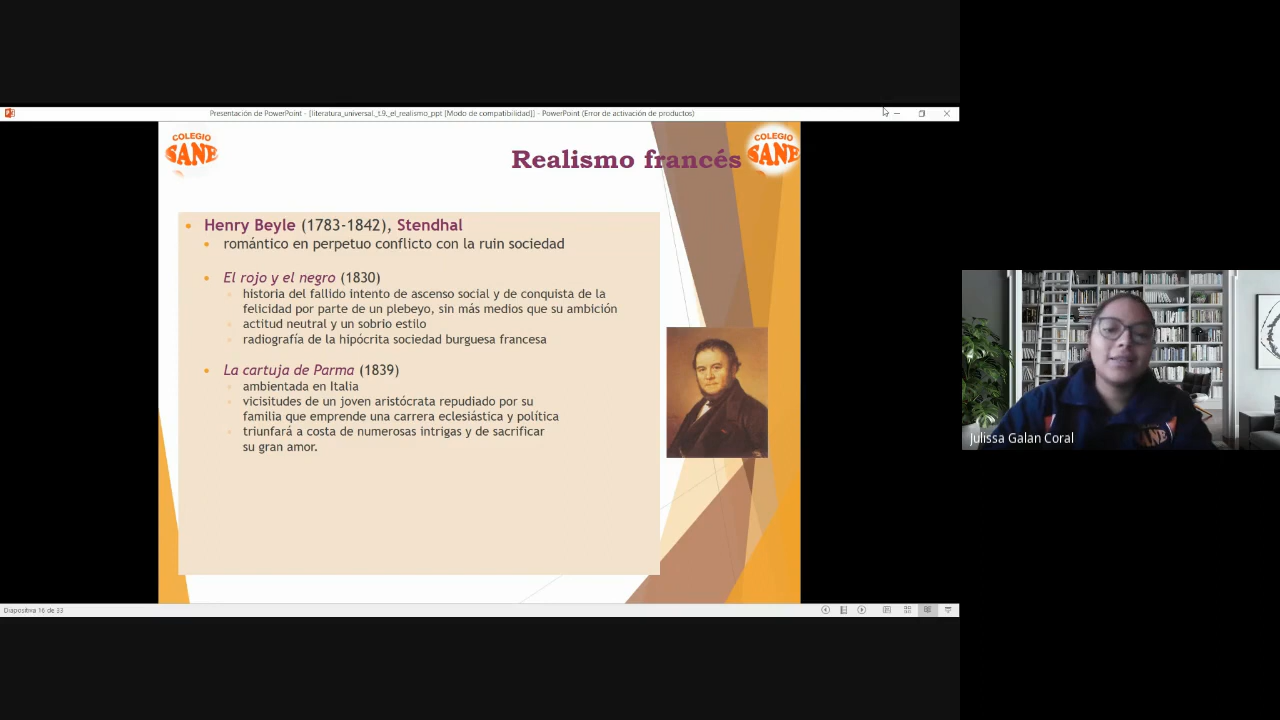 Presentación de PowerPoint - [literatura_universal_t.9._el_realismo_ppt [Modo de compatibilidad]] - PowerPoint (Error de activación de productos)
COLEGIO
SANE
Realismo francés
COLEGIO
SANE
Henry Beyle (1783-1842), Stendhal
romántico en perpetuo conflicto con la ruin sociedad
El rojo y el negro (1830)
historia del fallido intento de ascenso social y de conquista de la
felicidad por parte de un plebeyo, sin más medios que su ambición
actitud neutral y un sobrio estilo
radiografía de la hipócrita sociedad burguesa francesa
La cartuja de Parma (1839)
ambientada en Italia
vicisitudes de un joven aristócrata repudiado por su
familia que emprende una carrera eclesiástica y política
triunfará a costa de numerosas intrigas y de sacrificar
su gran amor.
SANE
Julissa Galan Coral
Diapositiva 16 de 33